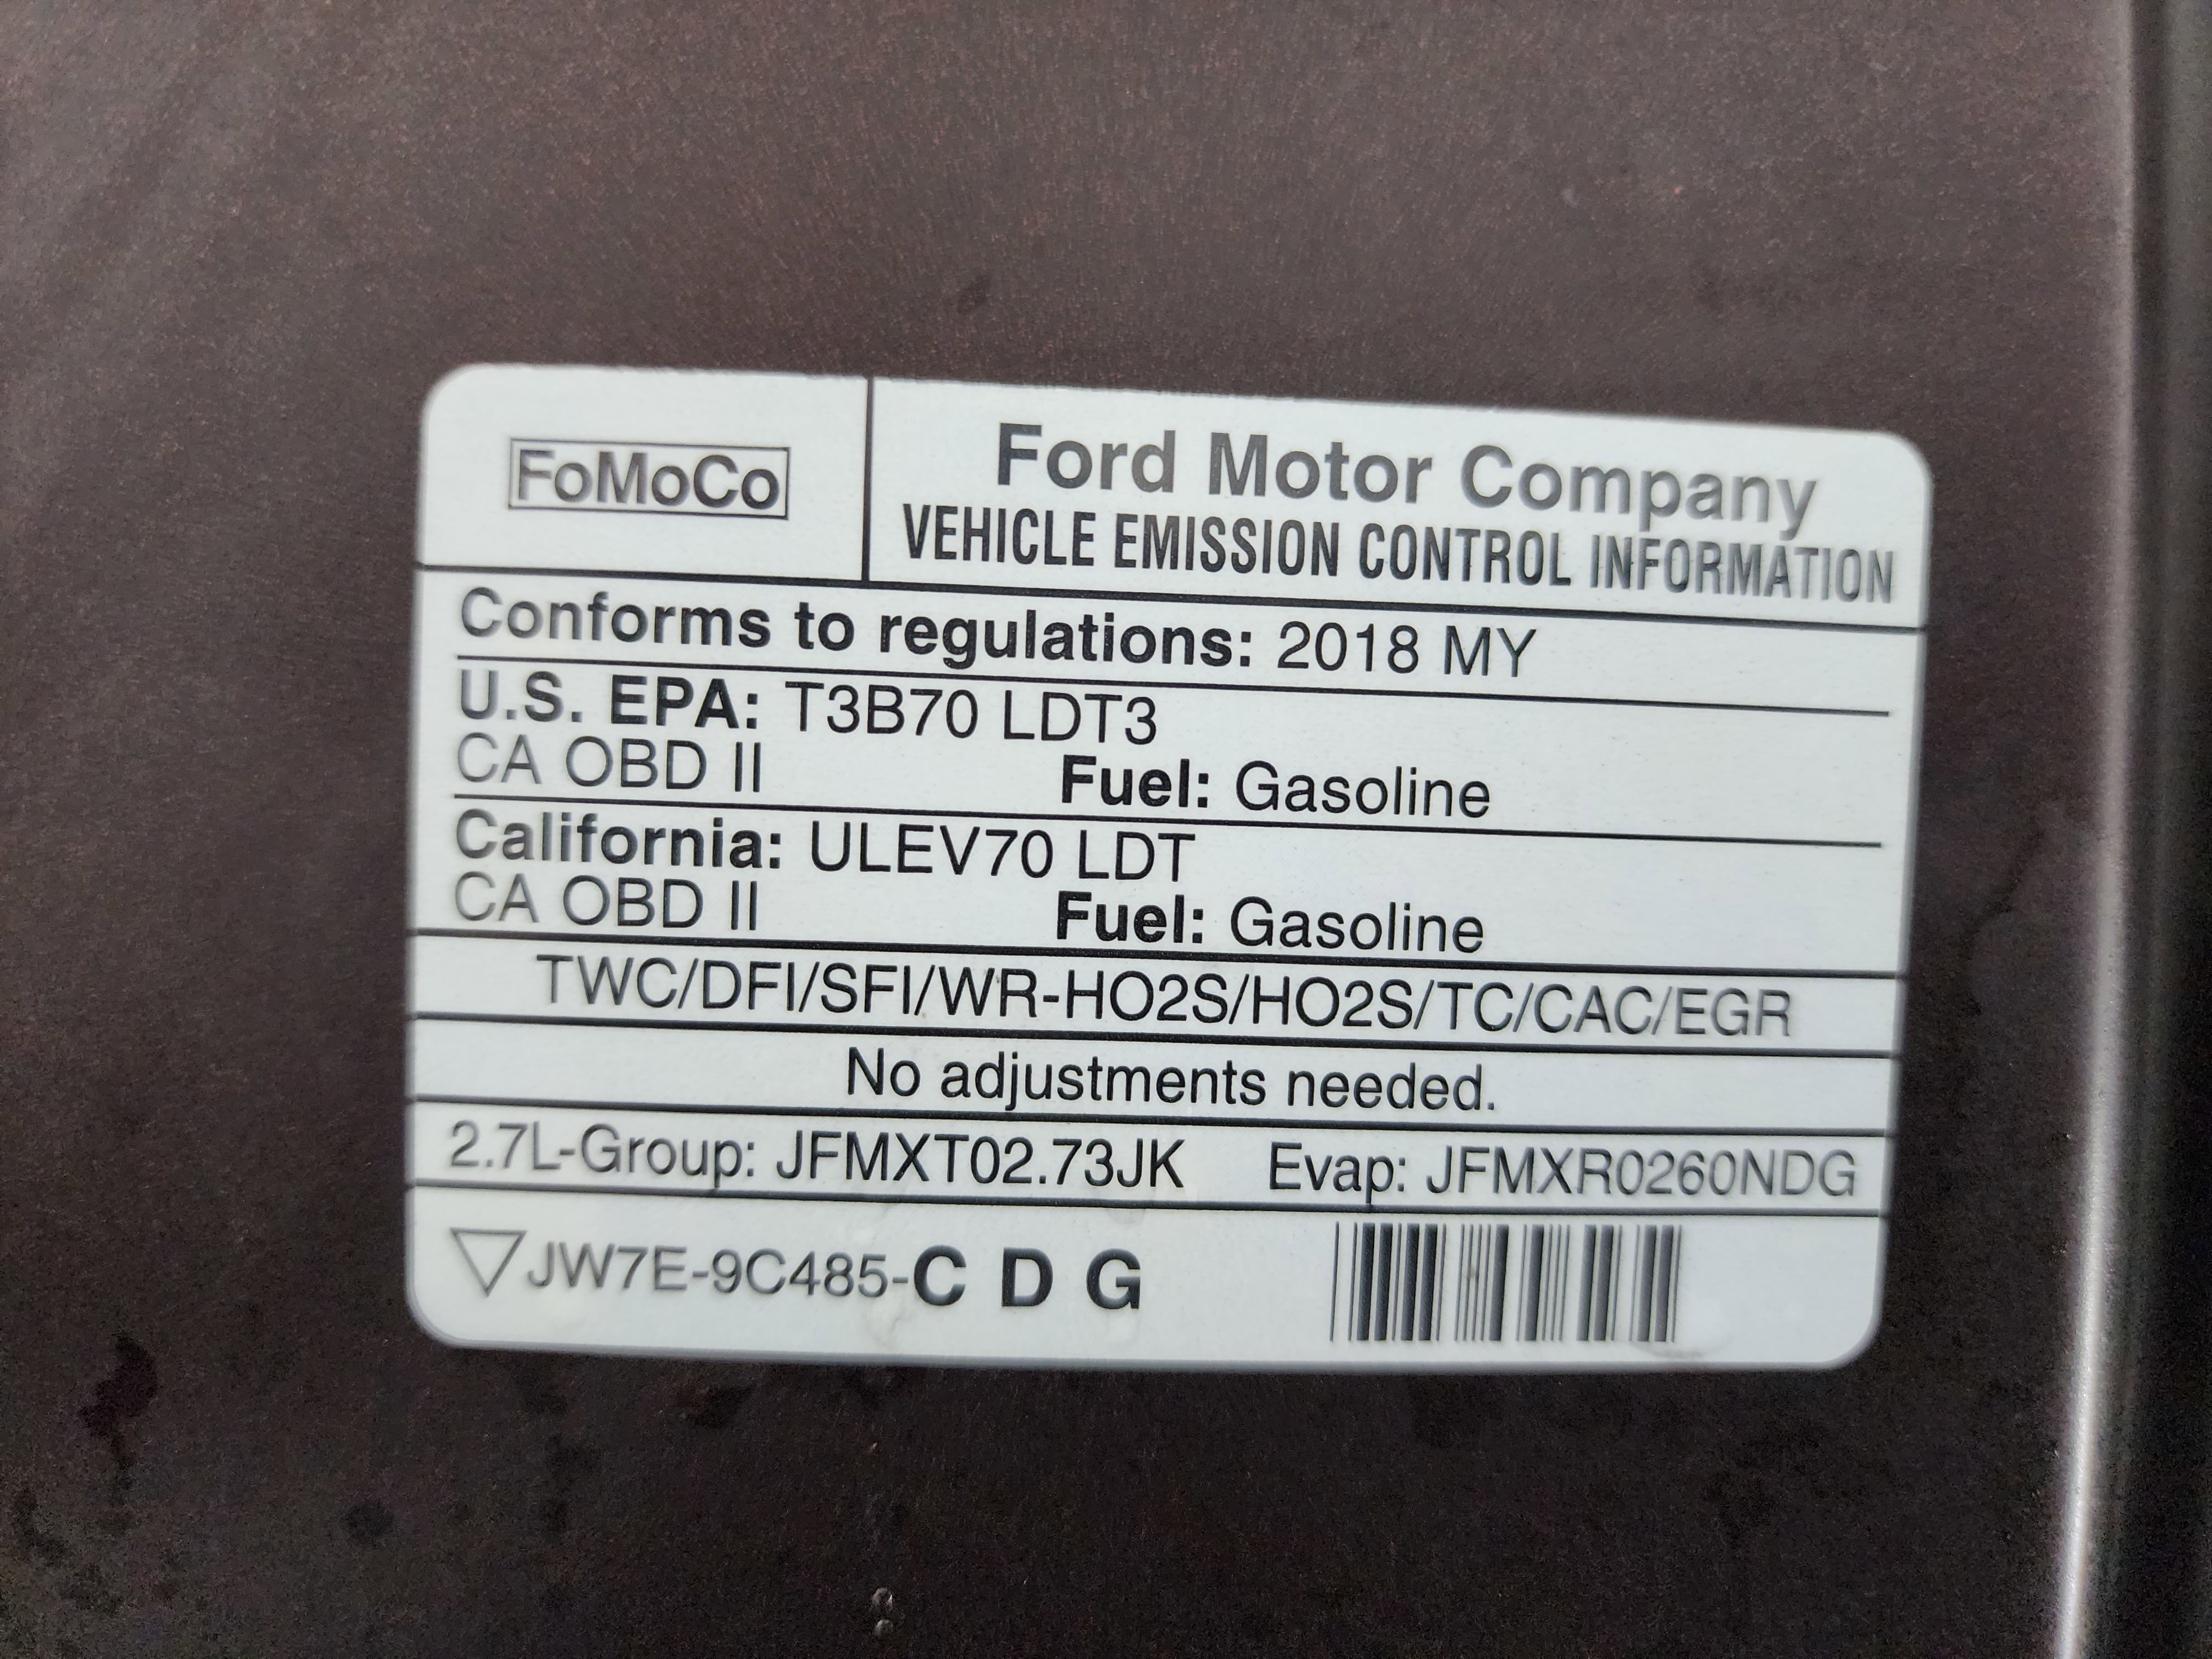 FoMoCo
Ford Motor Company
VEHICLE EMISSION CONTROL INFORMATION
Conforms to regulations: 2018 MY
U.S. EPA: T3B70 LDT3
CA OBD II Fuel: Gasoline
California: ULEV70 LDT
CA OBD II Fuel: Gasoline
TWC/DFI/SFI/WR-HO2S/HO2S/TC/CAC/EGR
No adjustments needed.
2.7L-Group: JFMXT02.73JK Evap: JFMXR0260NDG
▽JW7E-9C485-C D G